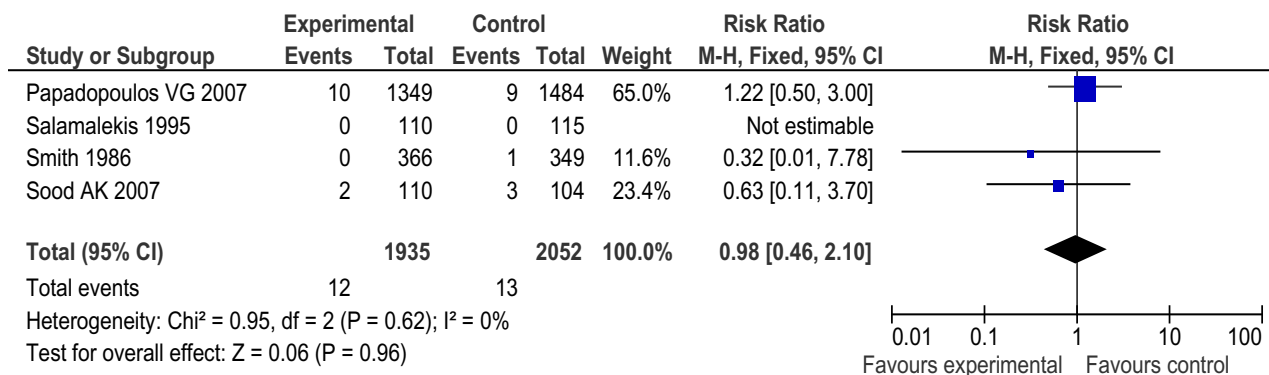 Experimental Control Risk Ratio Risk Ratio
Study or Subgroup Events Total Events Total Weight M-H, Fixed, 95% CI M-H, Fixed, 95% CI
Papadopoulos VG 2007 10 1349 9 1484 65.0% 1.22 [0.50, 3.00]
Salamalekis 1995 0 110 0 115 Not estimable
Smith 1986 0 366 1 349 11.6% 0.32 [0.01, 7.78]
Sood AK 2007 2 110 3 104 23.4% 0.63 [0.11, 3.70]
Total (95% CI) 1935 2052 100.0% 0.98 [0.46, 2.10]
Total events 12 13
Heterogeneity: Chi² = 0.95, df = 2 (P = 0.62); I² = 0%
Test for overall effect: Z = 0.06 (P = 0.96)
0.01 0.1 1 10 100
Favours experimental Favours control